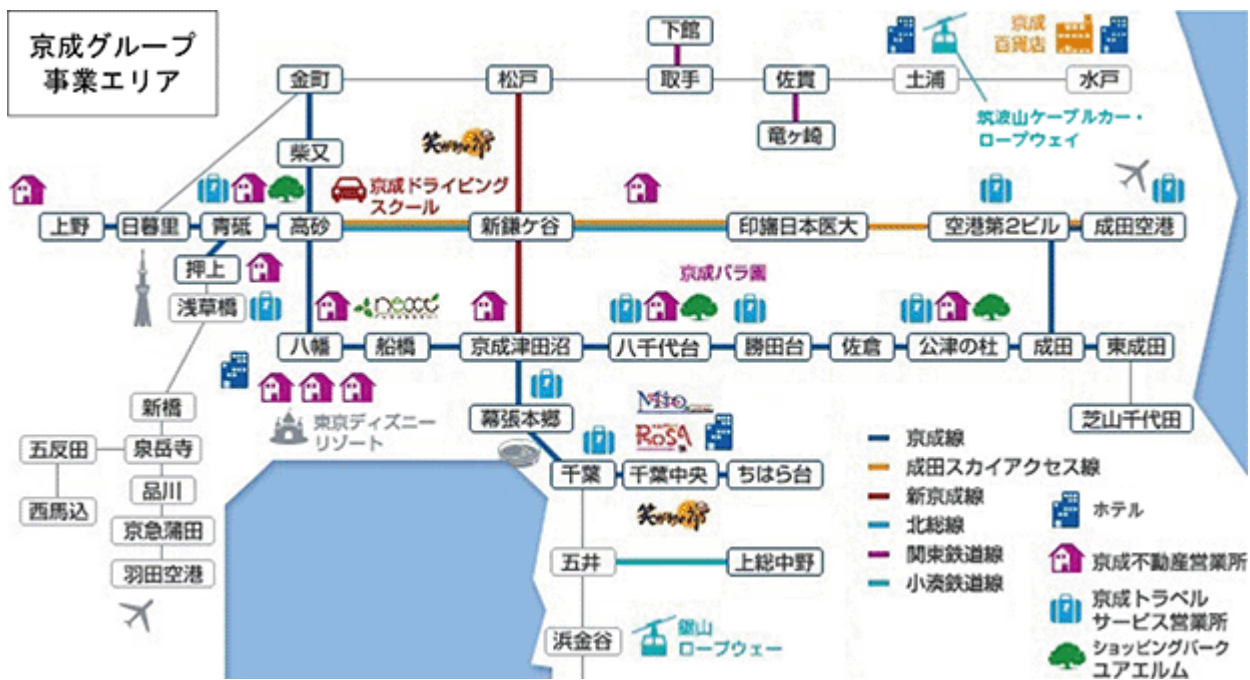 京成グループ
事業エリア
下館
京成
百貨店
金町
松戸
取手
佐貫
土浦
水戸
筑波山ケーブルカー・
ロープウェイ
竜ヶ崎
柴又
笑がおの湯
京成ドライビング
スクール
上野
日暮里
青砥
高砂
新鎌ケ谷
印旛日本医大
空港第2ビル
成田空港
押上
浅草橋
京成バラ園
八幡
船橋
京成津田沼
八千代台
勝田台
佐倉
公津の杜
成田
東成田
東京ディズニー
リゾート
幕張本郷
Mito
ROSA
芝山千代田
新橋
五反田
泉岳寺
西馬込
品川
京急蒲田
羽田空港
千葉
千葉中央
ちはら台
笑がおの湯
五井
上総中野
浜金谷
鋸山
ロープウェー
京成線
成田スカイアクセス線
新京成線
北総線
関東鉄道線
小湊鉄道線
ホテル
京成不動産営業所
京成トラベル
サービス営業所
ショッピングパーク
ユアエルム